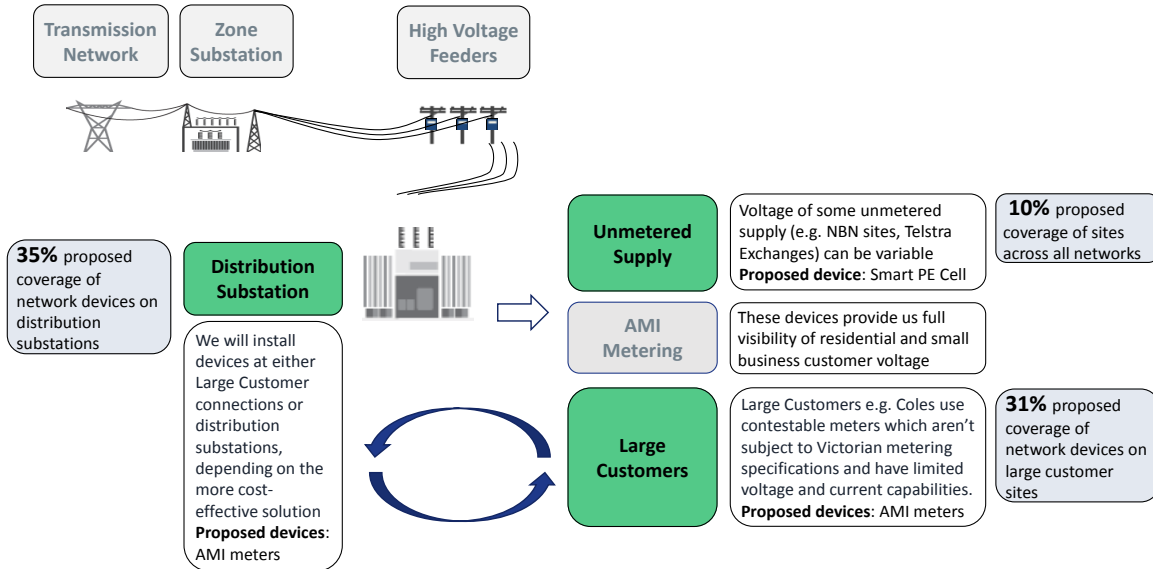 Transmission
Network
Zone
Substation
High Voltage
Feeders
35% proposed
coverage of
network devices on
distribution
substations
Distribution
Substation
We will install
devices at either
Large Customer
connections or
distribution
substations,
depending on the
more cost-
effective solution
Proposed devices:
AMI meters
Unmetered
Supply
Voltage of some unmetered
supply (e.g. NBN sites, Telstra
Exchanges) can be variable
Proposed device: Smart PE Cell
10% proposed
coverage of sites
across all networks
AMI
Metering
These devices provide us full
visibility of residential and small
business customer voltage
Large
Customers
Large Customers e.g. Coles use
contestable meters which aren't
subject to Victorian metering
specifications and have limited
voltage and current capabilities.
Proposed devices: AMI meters
31% proposed
coverage of
network devices on
large customer
sites